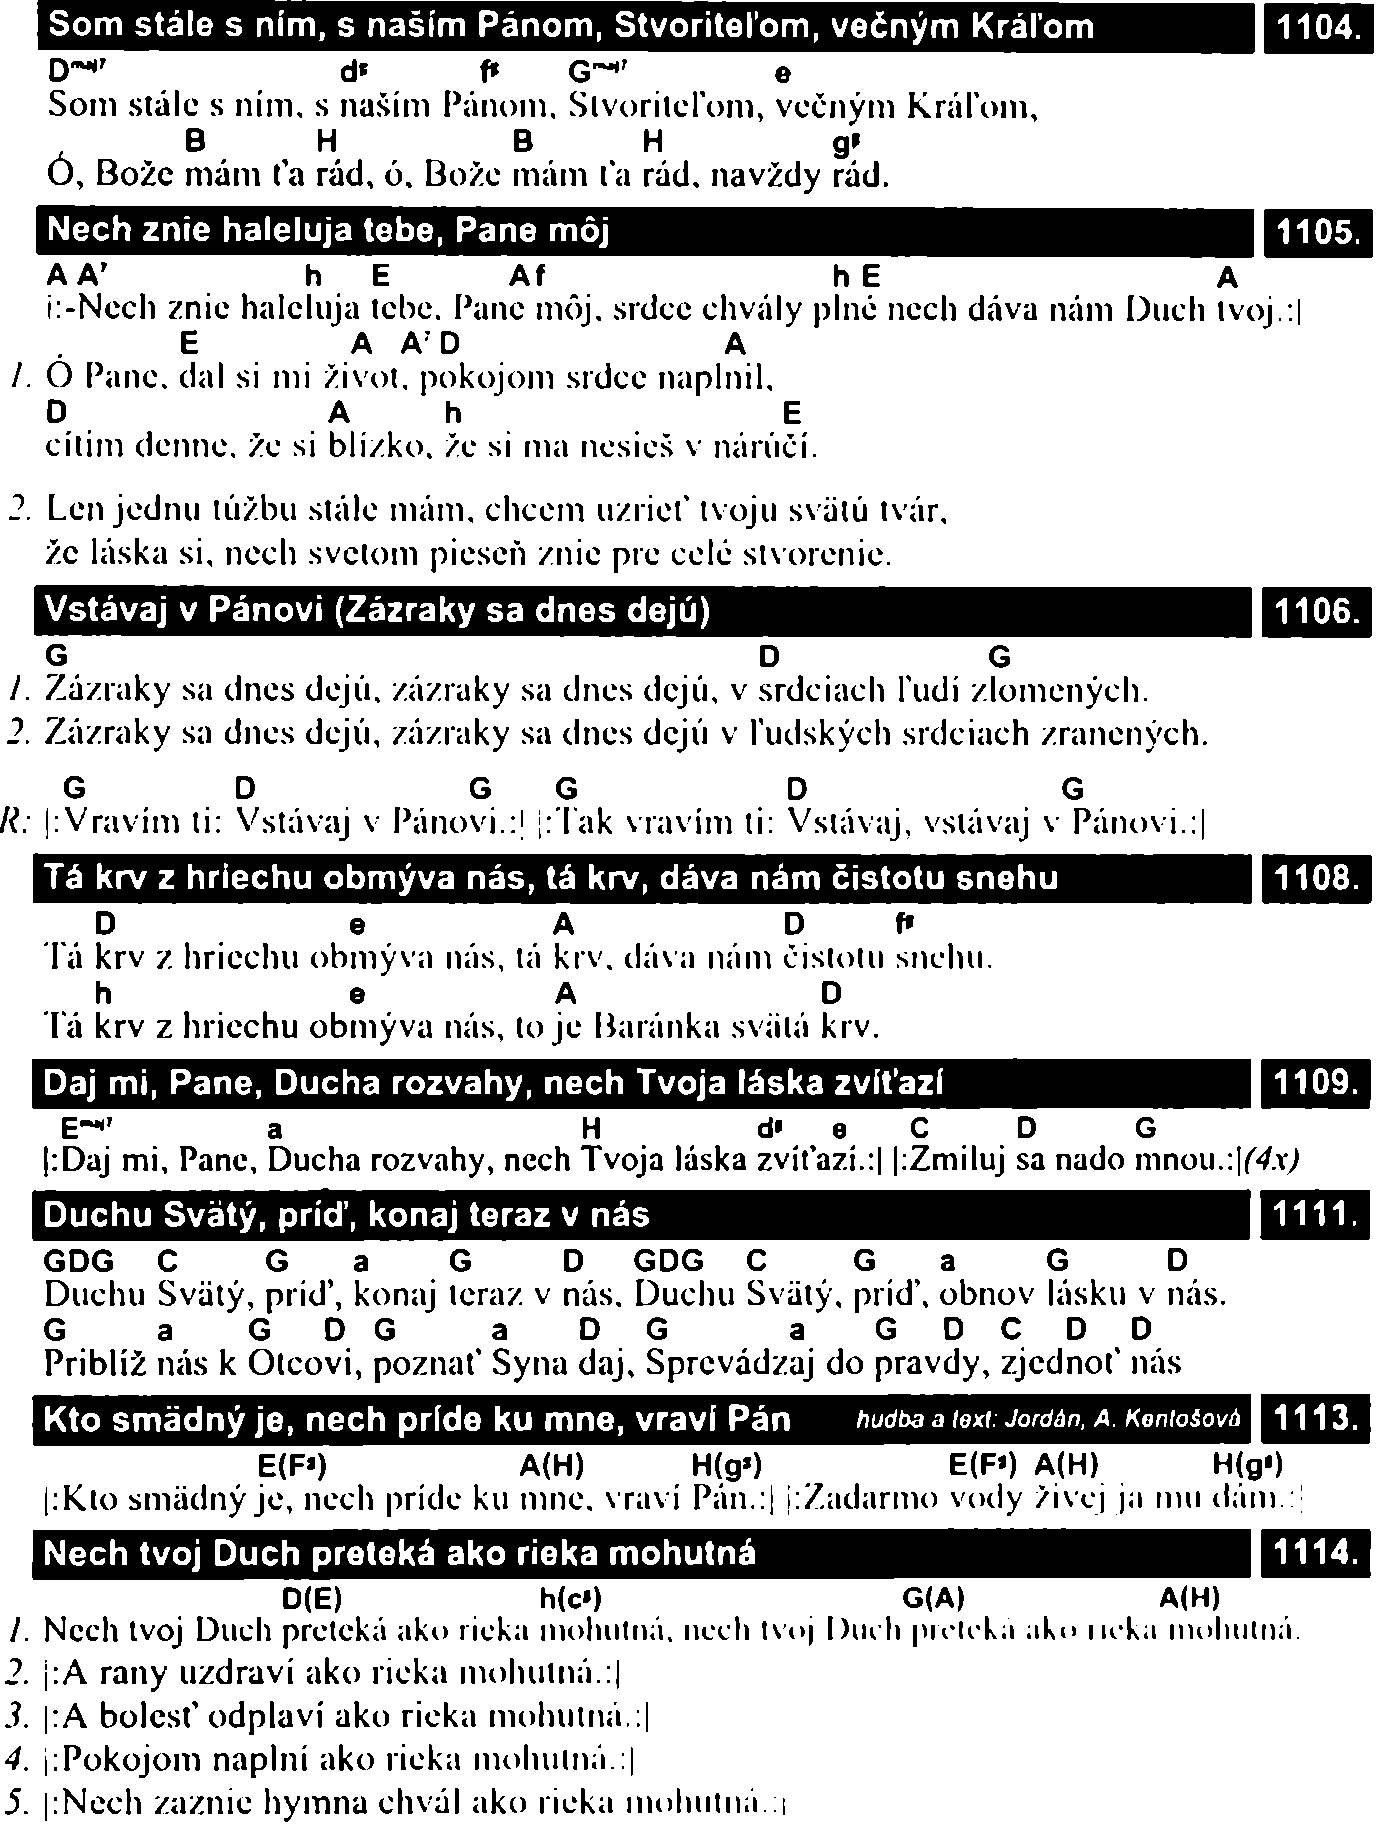 Som stále s ním, s naším Pánom, Stvoriteľom, večným Kráľom 1104.
Dmaj7 d# f# Gmaj7 e
Som stále s ním, s naším Pánom, Stvoriteľom, večným Kráľom,
B H B H g#
Ó, Bože mám ťa rád, ó, Bože mám ťa rád, navždy rád.
Nech znie haleluja tebe, Pane môj 1105.
A A7 h E A f h E A
|:-Nech znie haleluja tebe, Pane môj, srdce chvály plné nech dáva nám Duch tvoj.:|
E A A7 D A
1. Ó Pane, dal si mi život, pokojom srdce naplnil,
D A h E
cítim denne, že si blízko, že si ma nesieš v náručí.
2. Len jednu túžbu stále mám, chcem uzrieť tvoju svätú tvár,
že láska si, nech svetom pieseň znie pre celé stvorenie.
Vstávaj v Pánovi (Zázraky sa dnes dejú) 1106.
G D G
1. Zázraky sa dnes dejú, zázraky sa dnes dejú, v srdciach ľudí zlomených.
2. Zázraky sa dnes dejú, zázraky sa dnes dejú v ľudských srdciach zranených.
G D G G D G
R: |:Vravím ti: Vstávaj v Pánovi.:| |:Tak vravím ti: Vstávaj, vstávaj v Pánovi.:|
Tá krv z hriechu obmýva nás, tá krv, dáva nám čistotu snehu 1108.
D e A D f#
Tá krv z hriechu obmýva nás, tá krv, dáva nám čistotu snehu.
h e A D
Tá krv z hriechu obmýva nás, to je Baránka svätá krv.
Daj mi, Pane, Ducha rozvahy, nech Tvoja láska zvíťazí 1109.
Emaj7 a H d# e C D G
|:Daj mi, Pane, Ducha rozvahy, nech Tvoja láska zvíťazí.:| |:Zmiluj sa nado mnou.:|(4x)
Duchu Svätý, príď, konaj teraz v nás 1111.
GDG C G a G D GDG C G a G D
Duchu Svätý, príď, konaj teraz v nás, Duchu Svätý, príď, obnov lásku v nás.
G a G D G a D G a G D C D D
Priblíž nás k Otcovi, poznať Syna daj, Sprevádzaj do pravdy, zjednoť nás
Kto smädný je, nech príde ku mne, vraví Pán hudba a text: Jordán, A. Kentošová 1113.
E(F#) A(H) H(g#) E(F#) A(H) H(g#)
|:Kto smädný je, nech príde ku mne, vraví Pán.:| |:Zadarmo vody živej ja mu dám.:|
Nech tvoj Duch preteká ako rieka mohutná 1114.
D(E) h(c#) G(A) A(H)
1. Nech tvoj Duch preteká ako rieka mohutná, nech tvoj Duch preteká ako rieka mohutná.
2. |:A rany uzdraví ako rieka mohutná.:|
3. |:A bolesť odplaví ako rieka mohutná.:|
4. |:Pokojom naplní ako rieka mohutná.:|
5. |:Nech zaznie hymna chvál ako rieka mohutná.:|